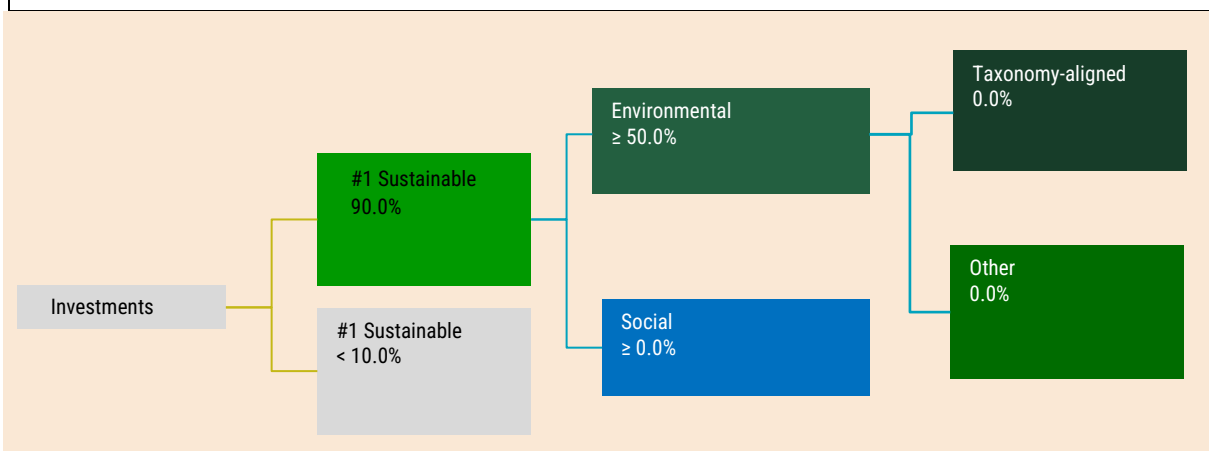 Investments
#1 Sustainable
90.0%
#1 Sustainable
< 10.0%
Environmental
≥ 50.0%
Social
≥ 0.0%
Taxonomy-aligned
0.0%
Other
0.0%